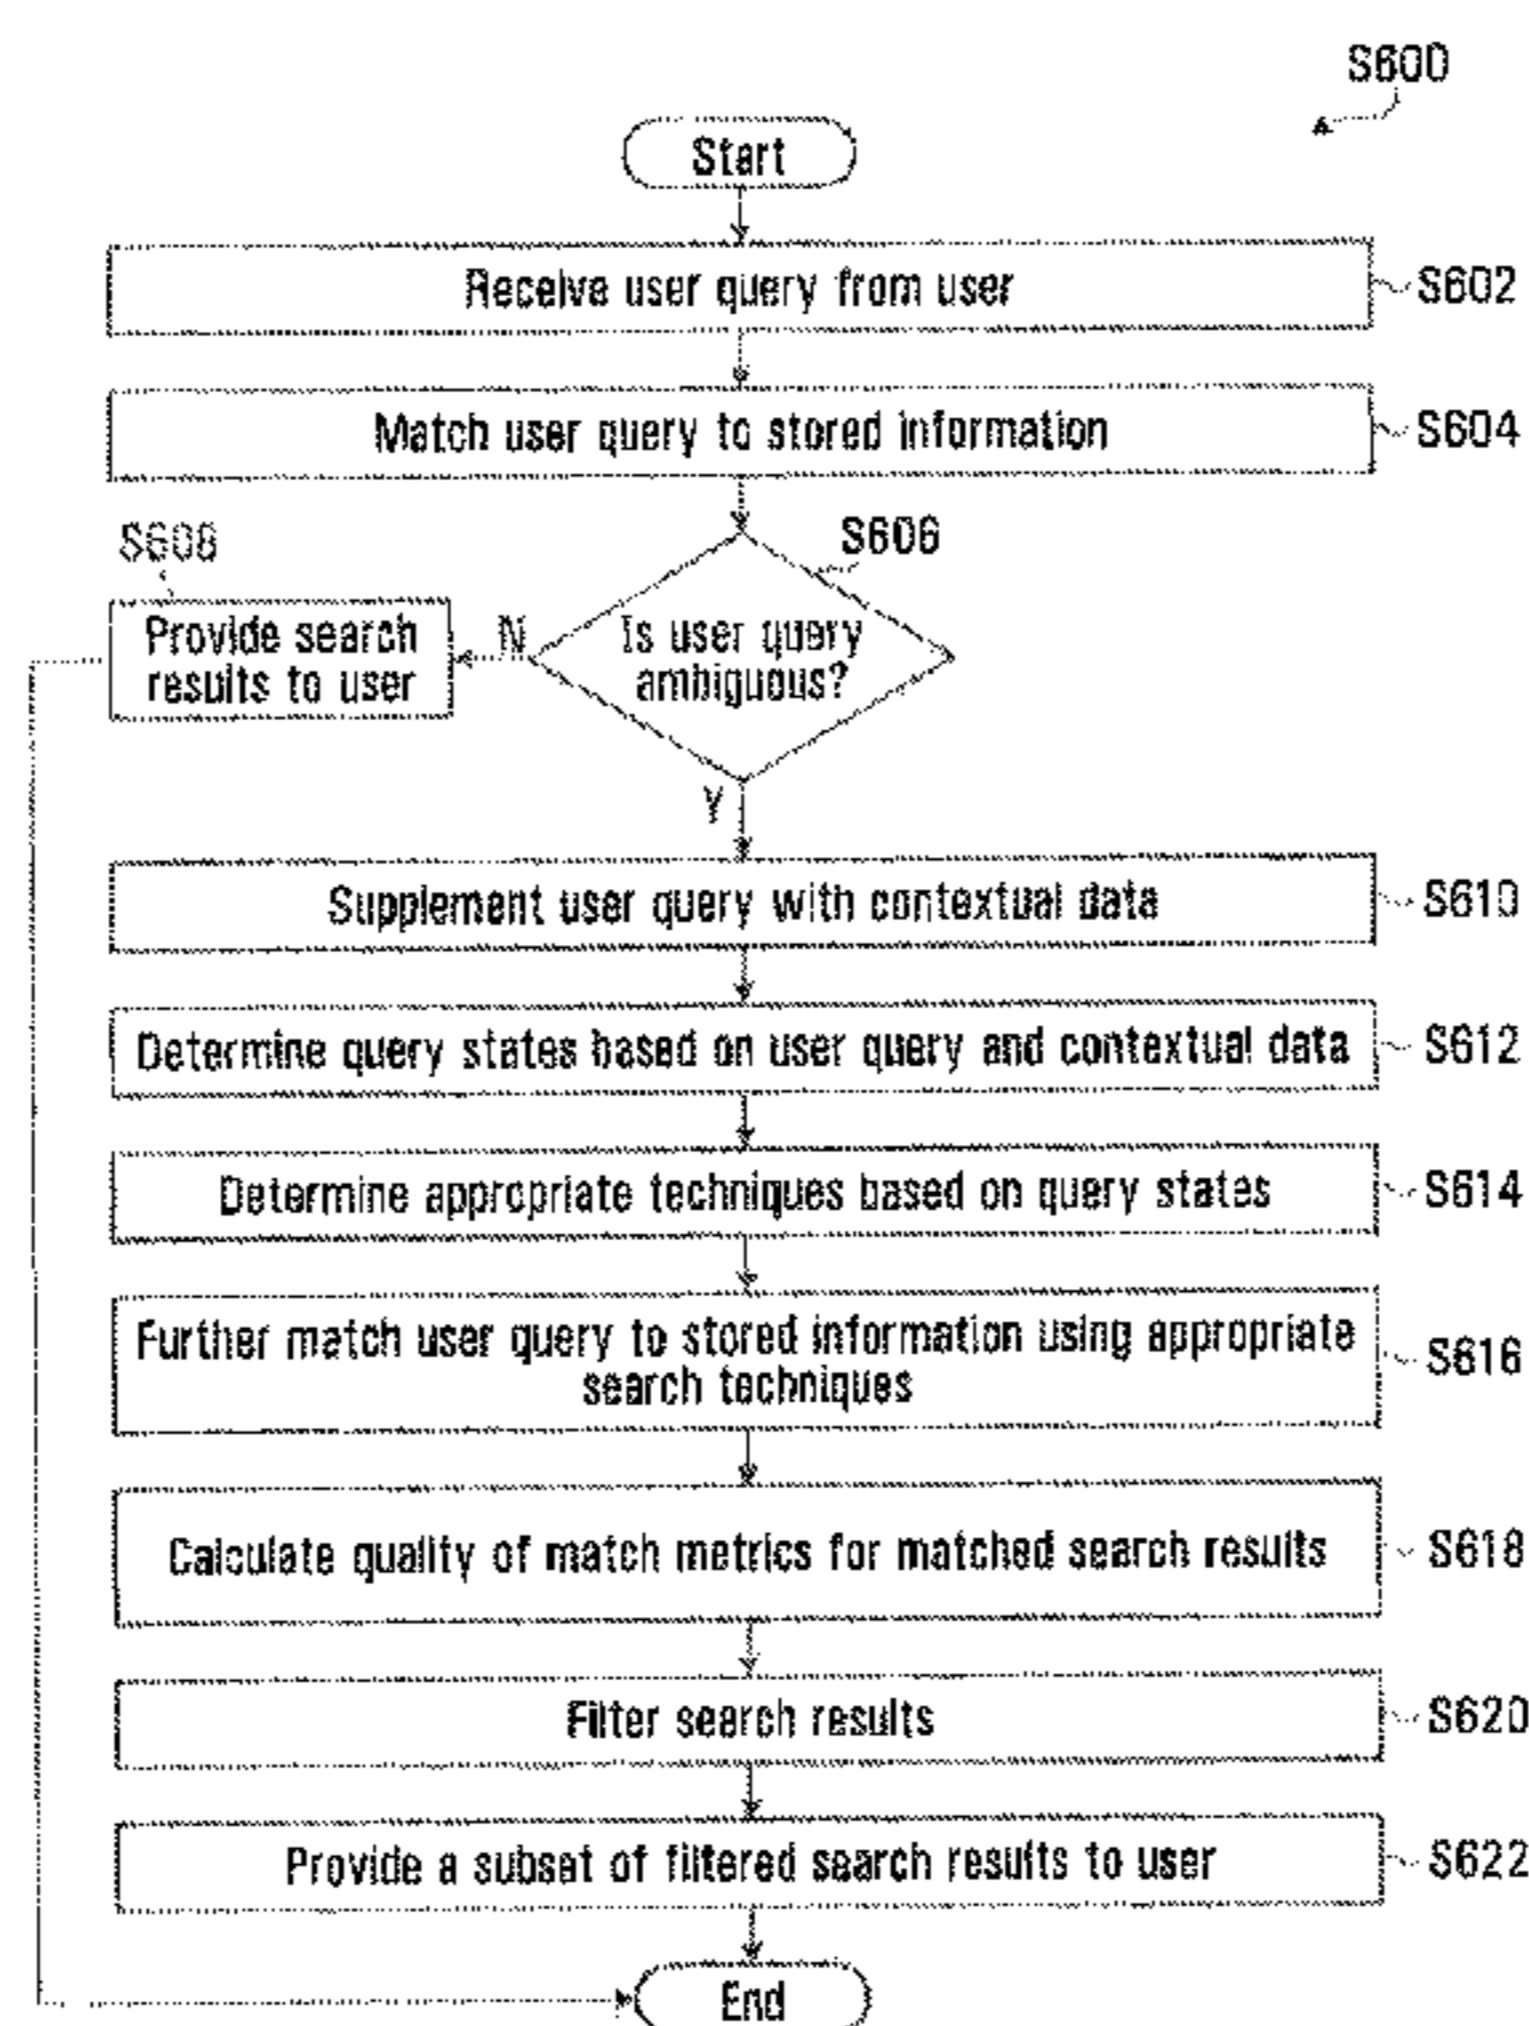 S600
Start
Receive user query from user
S602
Match user query to stored information
S604
S606
S608
Provide search
results to user
N
Is user query
ambiguous?
Y
Supplement user query with contextual data
S610
Determine query states based on user query and contextual data
S612
Determine appropriate techniques based on query states
S614
Further match user query to stored information using appropriate
search techniques
S616
Calculate quality of match metrics for matched search results
S618
Filter search results
S620
Provide a subset of filtered search results to user
S622
End